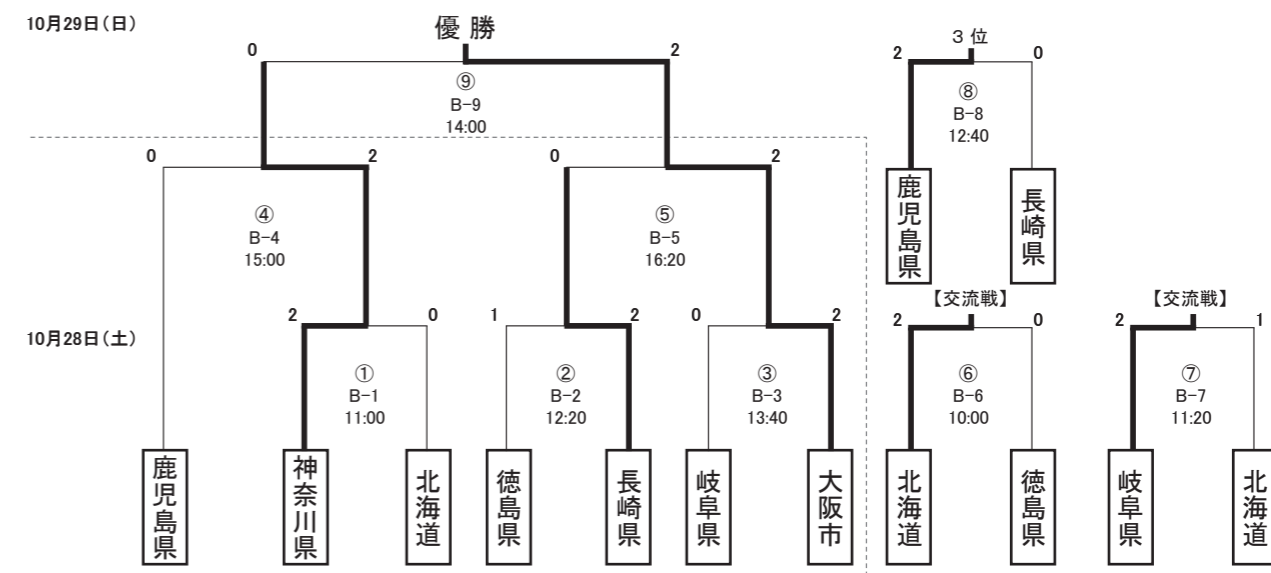 10月29日（日）
優勝
0
2
⑨
B-9
14:00
3位
2
0
⑧
B-8
12:40
鹿児島県
長崎県
0
2
④
B-4
15:00
0
2
⑤
B-5
16:20
10月28日（土）
2
0
①
B-1
11:00
1
2
②
B-2
12:20
0
2
③
B-3
13:40
【交流戦】
2
0
⑥
B-6
10:00
【交流戦】
2
1
⑦
B-7
11:20
鹿児島県
神奈川県
北海道
徳島県
長崎県
岐阜県
大阪市
北海道
徳島県
岐阜県
北海道